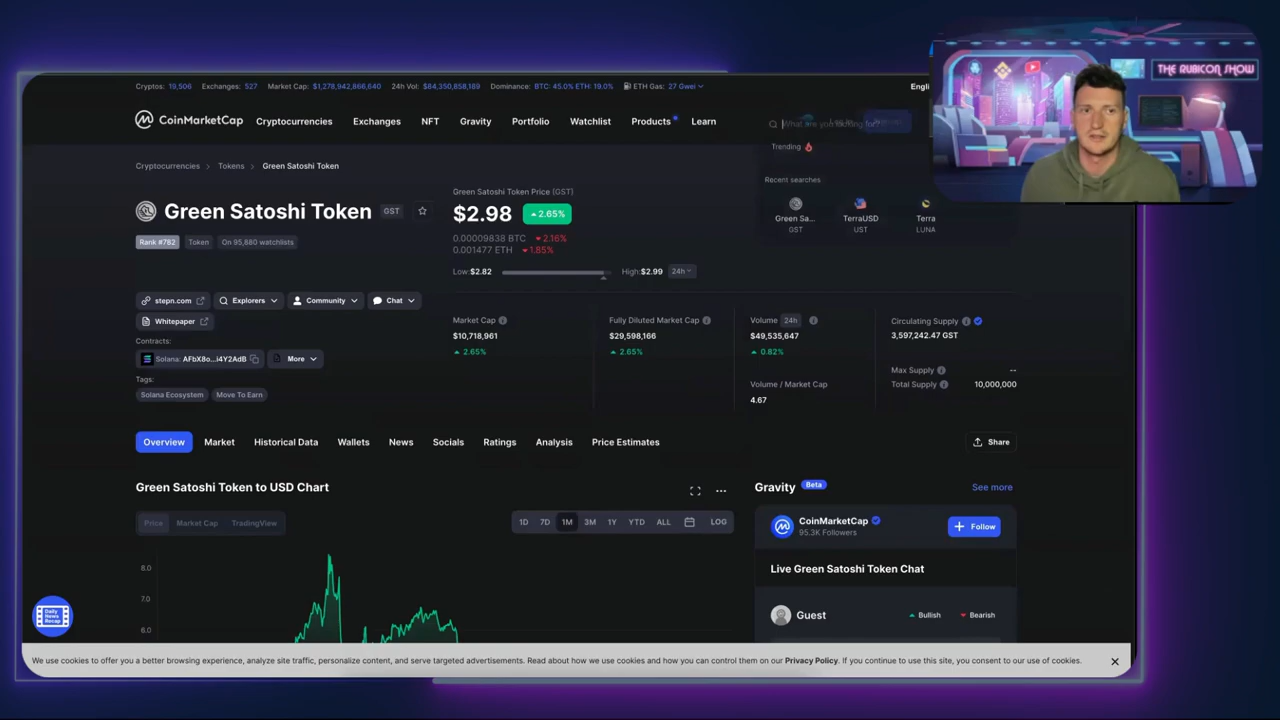 Cryptos: 19,506 Exchanges: 527 Market Cap: $1,278,942,866,640 24h Vol: $84,350,858,189 Dominance: BTC: 45.0% ETH: 19.0% ETH Gas: 27 Gwei
Engli
THE RUBICON SHOW
CoinMarketCap Cryptocurrencies Exchanges NFT Gravity Portfolio Watchlist Products Learn
What are you looking for?
Trending
Cryptocurrencies > Tokens > Green Satoshi Token
Recent searches
Green Sa... TerraUSD Terra
GST UST LUNA
Green Satoshi Token GST
Rank #782 Token On 95,880 watchlists
Green Satoshi Token Price (GST)
$2.98 2.65%
0.00009838 BTC 2.16%
0.001477 ETH 1.85%
Low: $2.82 High: $2.99 24h
stepn.com Explorers Community Chat
Whitepaper
Contracts:
Solana: AFbX8o...i4Y2AdB More
Tags:
Solana Ecosystem Move To Earn
Market Cap
$10,718,961
2.65%
Fully Diluted Market Cap
$29,598,166
2.65%
Volume 24h
$49,535,647
0.82%
Volume / Market Cap
4.67
Circulating Supply
3,597,242.47 GST
Max Supply --
Total Supply 10,000,000
Overview Market Historical Data Wallets News Socials Ratings Analysis Price Estimates Share
Green Satoshi Token to USD Chart
Price Market Cap TradingView
1D 7D 1M 3M 1Y YTD ALL LOG
8.0
7.0
6.0
Gravity Beta See more
CoinMarketCap
95.3K Followers
+ Follow
Live Green Satoshi Token Chat
Guest Bullish Bearish
Daily
News
Recap
We use cookies to offer you a better browsing experience, analyze site traffic, personalize content, and serve targeted advertisements. Read about how we use cookies and how you can control them on our Privacy Policy. If you continue to use this site, you consent to our use of cookies.